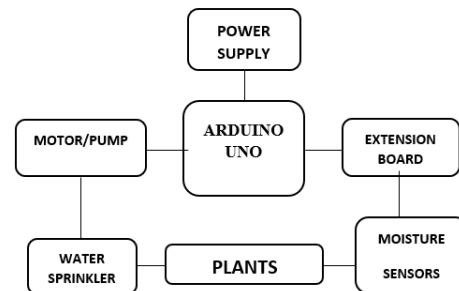 POWER
SUPPLY
MOTOR/PUMP
ARDUINO
UNO
EXTENSION
BOARD
WATER
SPRINKLER
PLANTS
MOISTURE
SENSORS